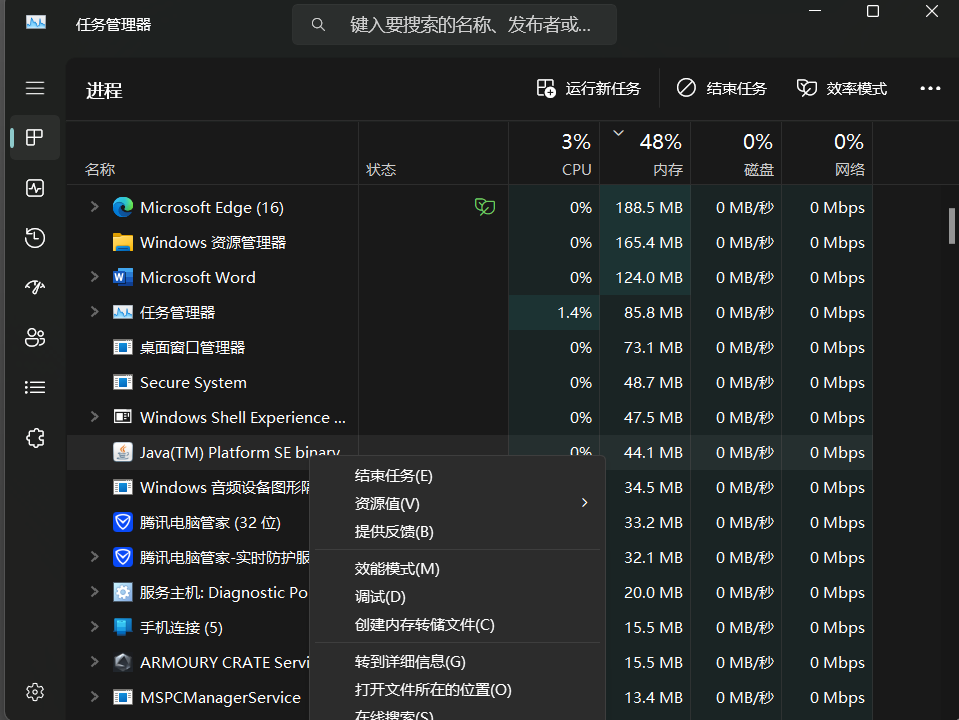 任务管理器
键入要搜索的名称、发布者或...
进程
运行新任务
结束任务
效率模式
3% 48% 0% 0%
名称 状态 CPU 内存 磁盘 网络
Microsoft Edge (16) 0% 188.5 MB 0 MB/秒 0 Mbps
Windows 资源管理器 0% 165.4 MB 0 MB/秒 0 Mbps
Microsoft Word 0% 124.0 MB 0 MB/秒 0 Mbps
任务管理器 1.4% 85.8 MB 0 MB/秒 0 Mbps
桌面窗口管理器 0% 73.1 MB 0 MB/秒 0 Mbps
Secure System 0% 48.7 MB 0 MB/秒 0 Mbps
Windows Shell Experience ... 0% 47.5 MB 0 MB/秒 0 Mbps
Java(TM) Platform SE binary 0% 44.1 MB 0 MB/秒 0 Mbps
Windows 音频设备图形隔 34.5 MB 0 MB/秒 0 Mbps
腾讯电脑管家 (32 位) 33.2 MB 0 MB/秒 0 Mbps
腾讯电脑管家-实时防护服 32.1 MB 0 MB/秒 0 Mbps
服务主机: Diagnostic Po 20.0 MB 0 MB/秒 0 Mbps
手机连接 (5) 15.5 MB 0 MB/秒 0 Mbps
ARMOURY CRATE Servi 15.5 MB 0 MB/秒 0 Mbps
MSPCManagerService 13.4 MB 0 MB/秒 0 Mbps
结束任务(E)
资源值(V)
提供反馈(B)
效能模式(M)
调试(D)
创建内存转储文件(C)
转到详细信息(G)
打开文件所在的位置(O)
在线搜索(S)